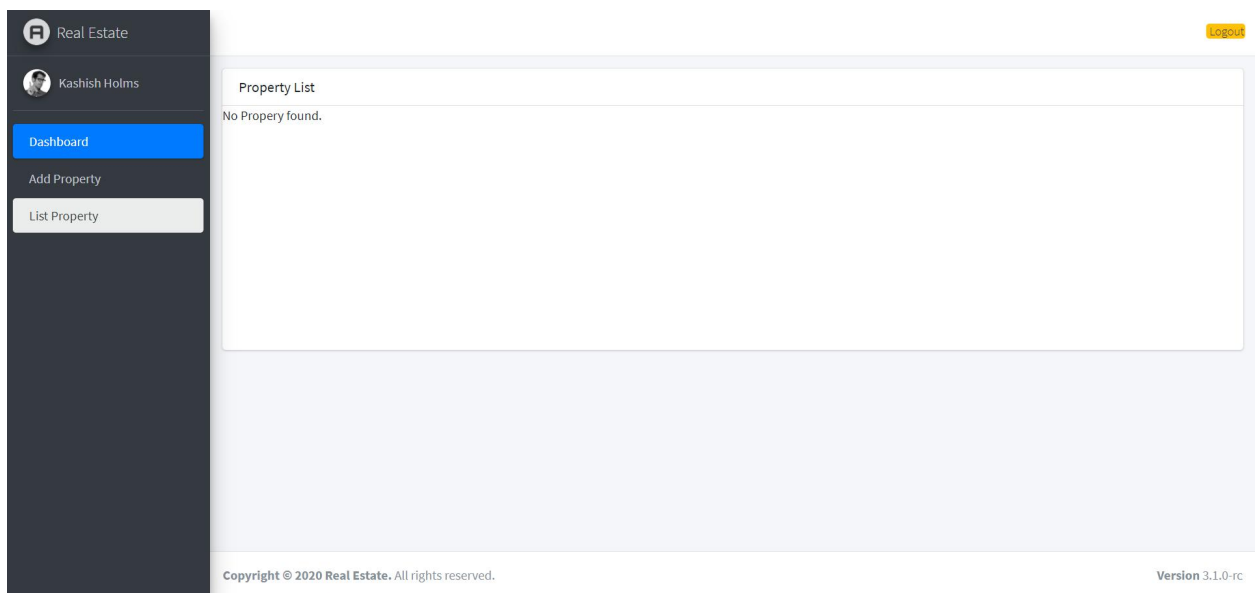 Real Estate
Logout
Kashish Holms
Property List
No Propery found.
Dashboard
Add Property
List Property
Copyright © 2020 Real Estate. All rights reserved.
Version 3.1.0-rc